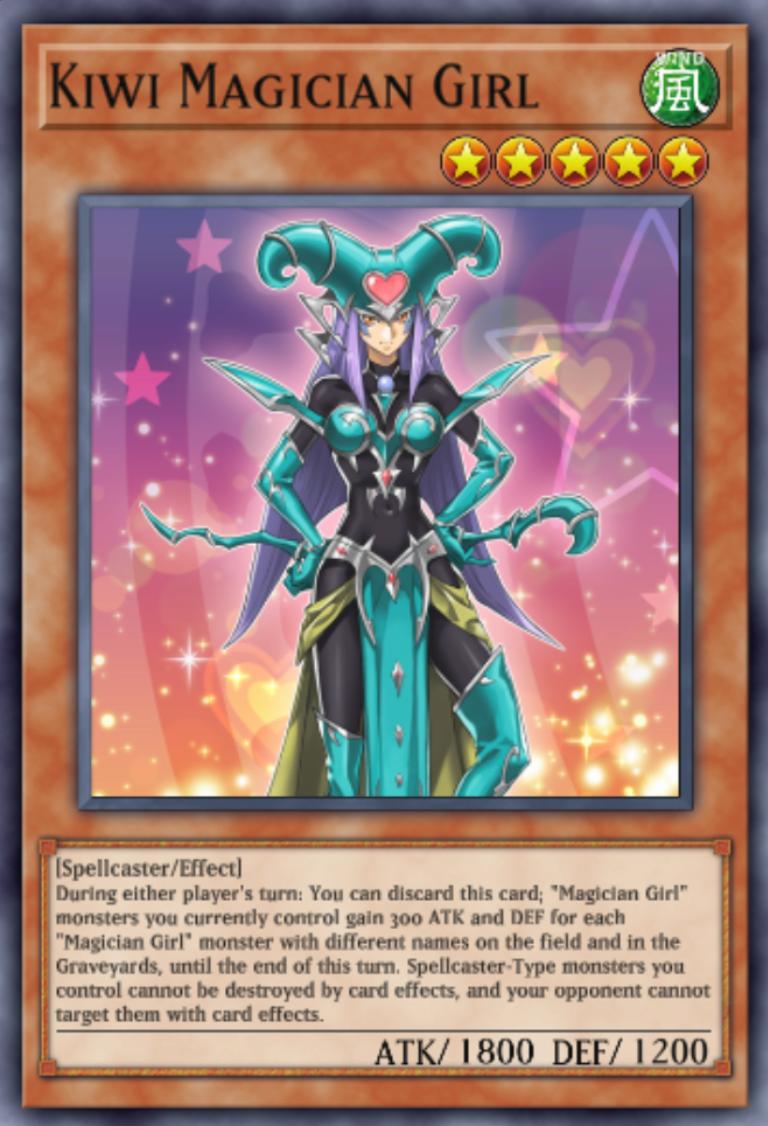 Kiwi Magician Girl
WIND
風
[Spellcaster/Effect]
During either player's turn: You can discard this card; "Magician Girl"
monsters you currently control gain 300 ATK and DEF for each
"Magician Girl" monster with different names on the field and in the
Graveyards, until the end of this turn. Spellcaster-Type monsters you
control cannot be destroyed by card effects, and your opponent cannot
target them with card effects.
ATK/ 1800 DEF/ 1200